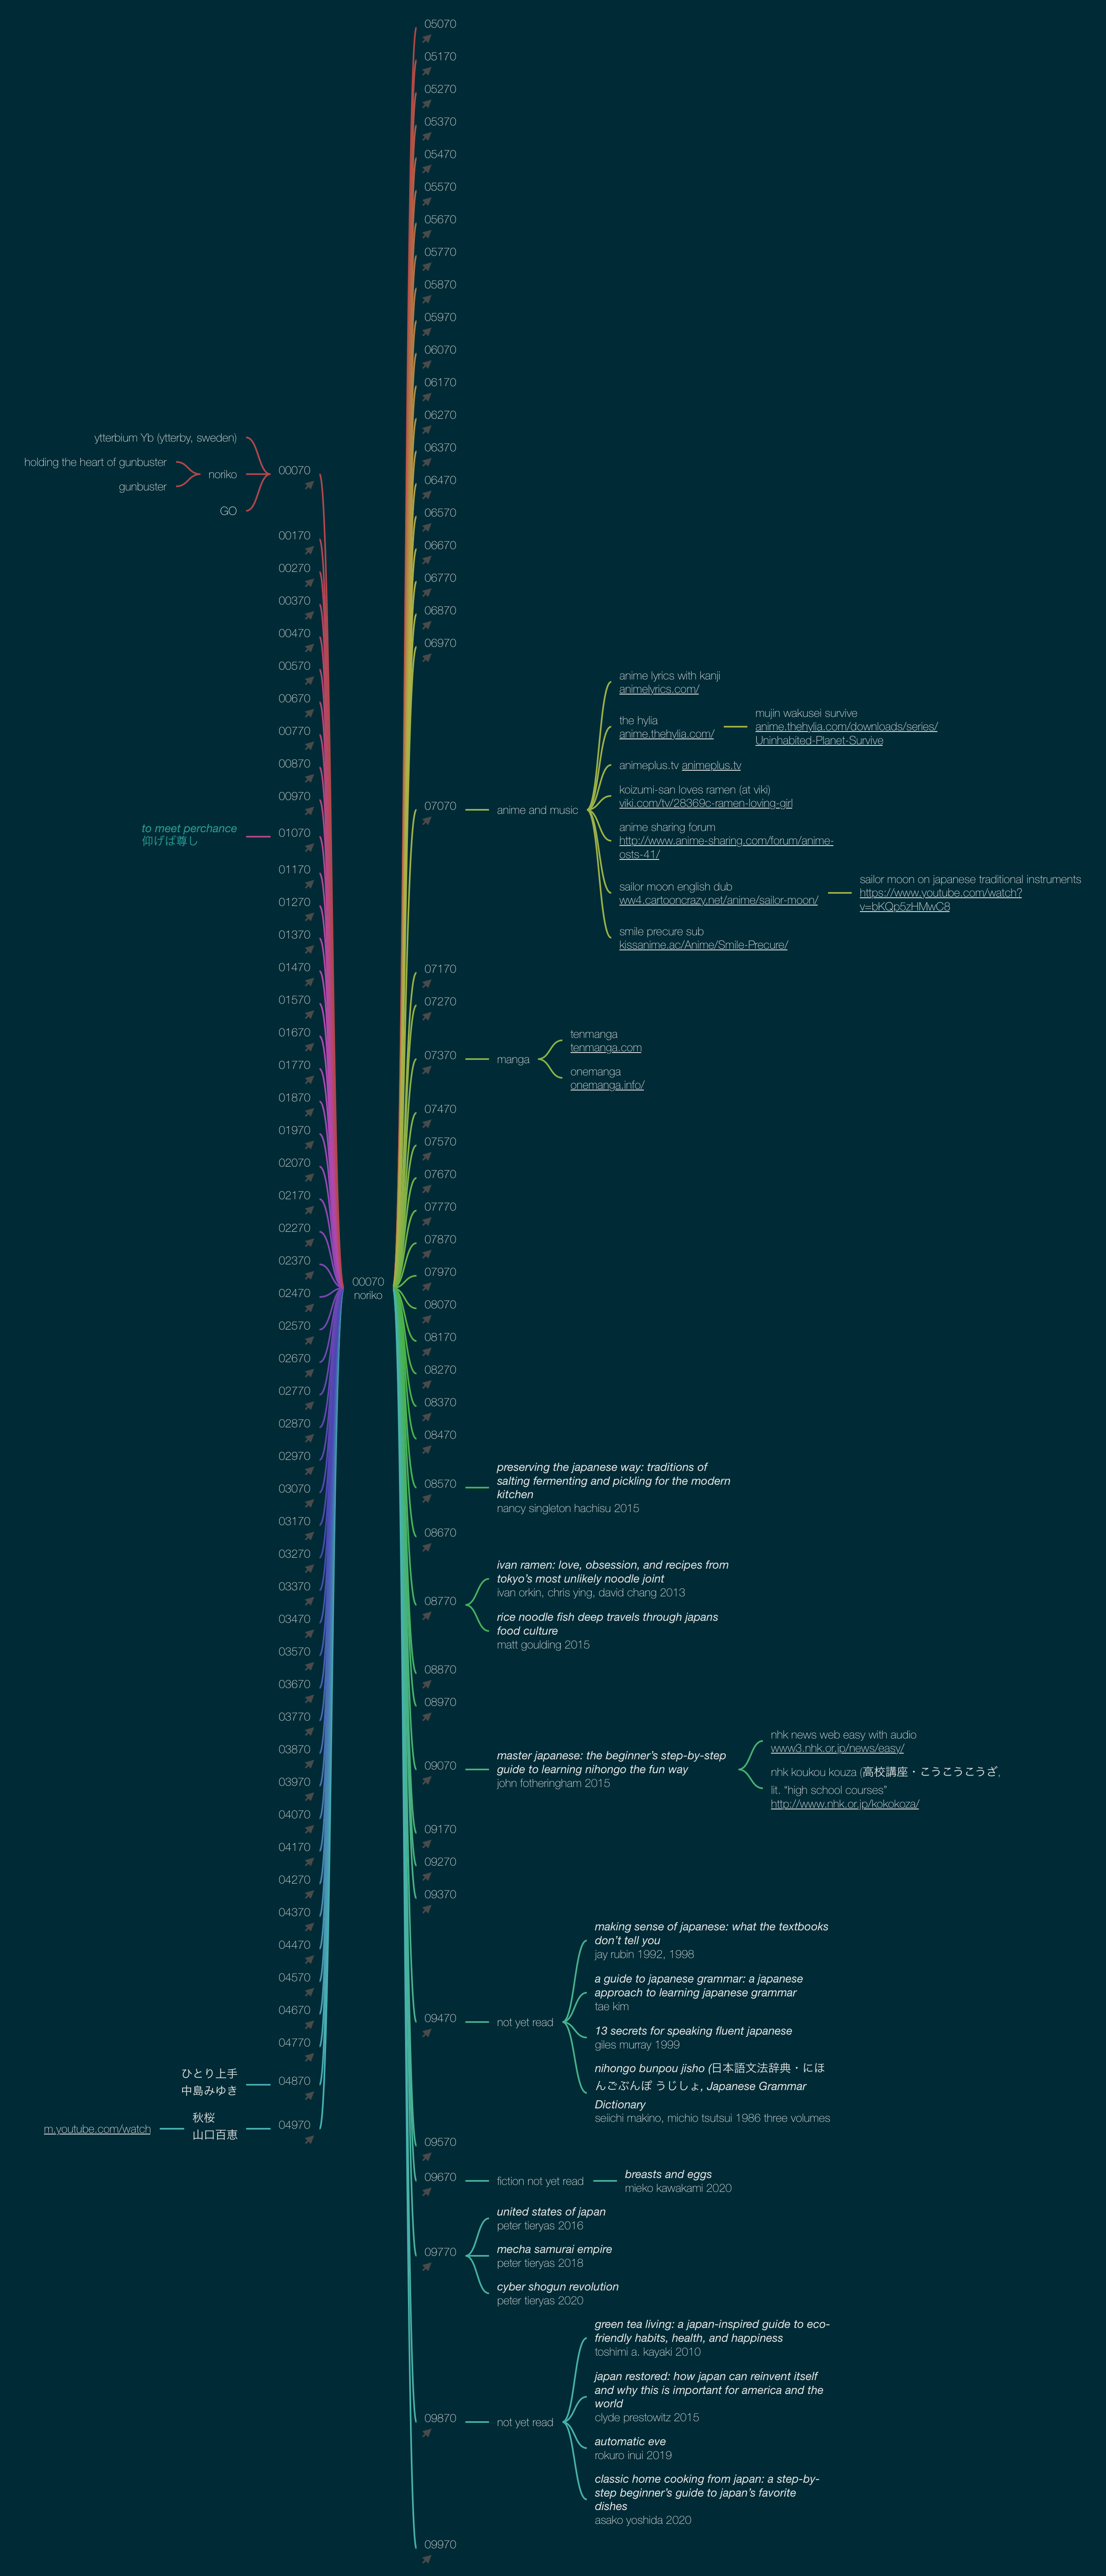 ytterbium Yb (ytterby, sweden)
holding the heart of gunbuster
gunbuster
noriko
GO
00070
00170
00270
00370
00470
00570
00670
00770
00870
00970
to meet perchance
仰げば尊し
01070
01170
01270
01370
01470
01570
01670
01770
01870
01970
02070
02170
02270
02370
02470
02570
02670
02770
02870
02970
03070
03170
03270
03370
03470
03570
03670
03770
03870
03970
04070
04170
04270
04370
04470
04570
04670
04770
ひとり上手
中島みゆき
04870
m.youtube.com/watch
秋桜
山口百恵
04970
00070
noriko
05070
05170
05270
05370
05470
05570
05670
05770
05870
05970
06070
06170
06270
06370
06470
06570
06670
06770
06870
06970
07070
anime and music
anime lyrics with kanji
animelyrics.com/
the hylia
anime.thehylia.com/
mujin wakusei survive
anime.thehylia.com/downloads/series/
Uninhabited-Planet-Survive
animeplus.tv animeplus.tv
koizumi-san loves ramen (at viki)
viki.com/tv/28369c-ramen-loving-girl
anime sharing forum
http://www.anime-sharing.com/forum/anime-
osts-41/
sailor moon english dub
ww4.cartooncrazy.net/anime/sailor-moon/
sailor moon on japanese traditional instruments
https://www.youtube.com/watch?
v=bKQp5zHMwC8
smile precure sub
kissanime.ac/Anime/Smile-Precure/
07170
07270
07370
manga
tenmanga
tenmanga.com
onemanga
onemanga.info/
07470
07570
07670
07770
07870
07970
08070
08170
08270
08370
08470
08570
preserving the japanese way: traditions of
salting fermenting and pickling for the modern
kitchen
nancy singleton hachisu 2015
08670
08770
ivan ramen: love, obsession, and recipes from
tokyo's most unlikely noodle joint
ivan orkin, chris ying, david chang 2013
rice noodle fish deep travels through japans
food culture
matt goulding 2015
08870
08970
09070
master japanese: the beginner's step-by-step
guide to learning nihongo the fun way
john fotheringham 2015
nhk news web easy with audio
www3.nhk.or.jp/news/easy/
nhk koukou kouza (高校講座・こうこうこうざ,
lit. "high school courses"
http://www.nhk.or.jp/kokokoza/
09170
09270
09370
09470
not yet read
making sense of japanese: what the textbooks
don't tell you
jay rubin 1992, 1998
a guide to japanese grammar: a japanese
approach to learning japanese grammar
tae kim
13 secrets for speaking fluent japanese
giles murray 1999
nihongo bunpou jisho (日本語文法辞典・にほ
んごぶんぽ うじしょ, Japanese Grammar
Dictionary
seiichi makino, michio tsutsui 1986 three volumes
09570
09670
fiction not yet read
breasts and eggs
mieko kawakami 2020
09770
united states of japan
peter tieryas 2016
mecha samurai empire
peter tieryas 2018
cyber shogun revolution
peter tieryas 2020
09870
not yet read
green tea living: a japan-inspired guide to eco-
friendly habits, health, and happiness
toshimi a. kayaki 2010
japan restored: how japan can reinvent itself
and why this is important for america and the
world
clyde prestowitz 2015
automatic eve
rokuro inui 2019
classic home cooking from japan: a step-by-
step beginner's guide to japan's favorite
dishes
asako yoshida 2020
09970